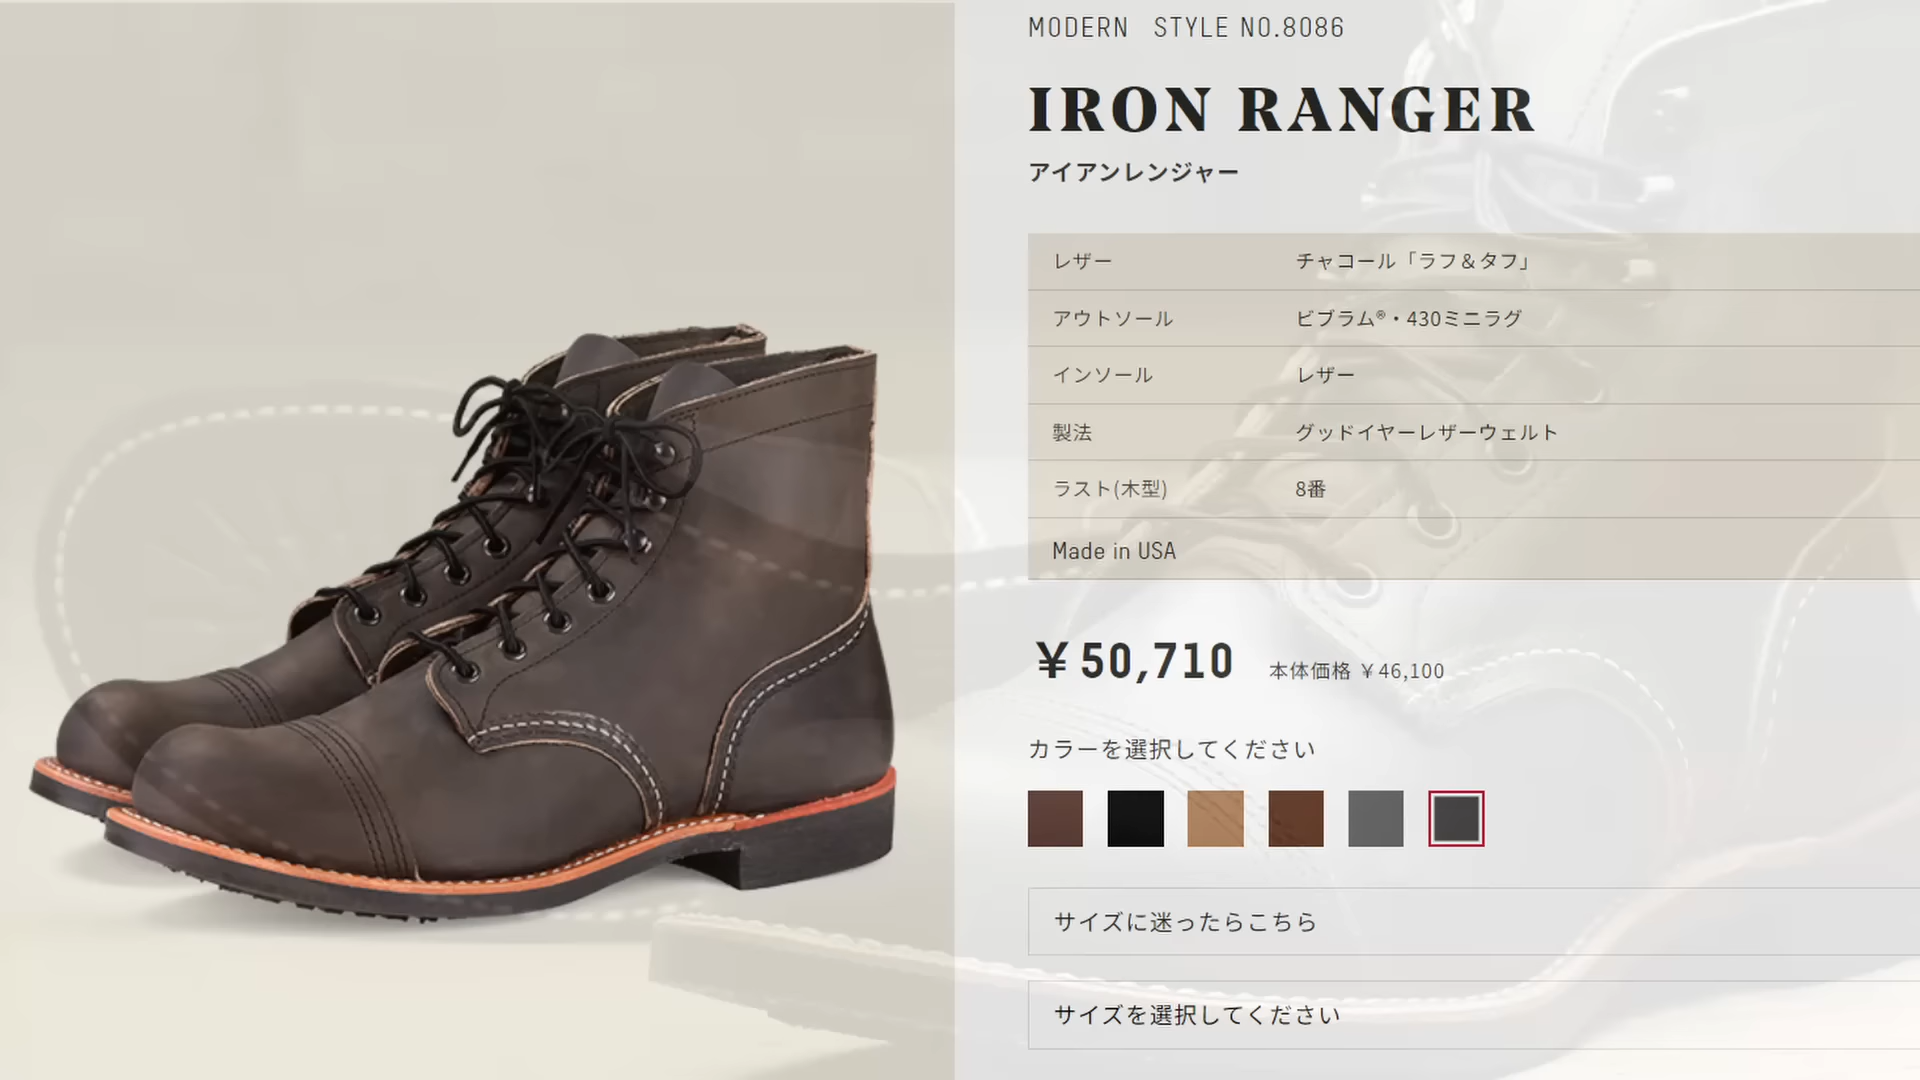 MODERN STYLE NO.8086
IRON RANGER
アイアンレンジャー
レザー チャコール「ラフ＆タフ」
アウトソール ビブラム®・430ミニラグ
インソール レザー
製法 グッドイヤーレザーウェルト
ラスト(木型) 8番
Made in USA
￥50,710 本体価格 ￥46,100
カラーを選択してください
サイズに迷ったらこちら
サイズを選択してください